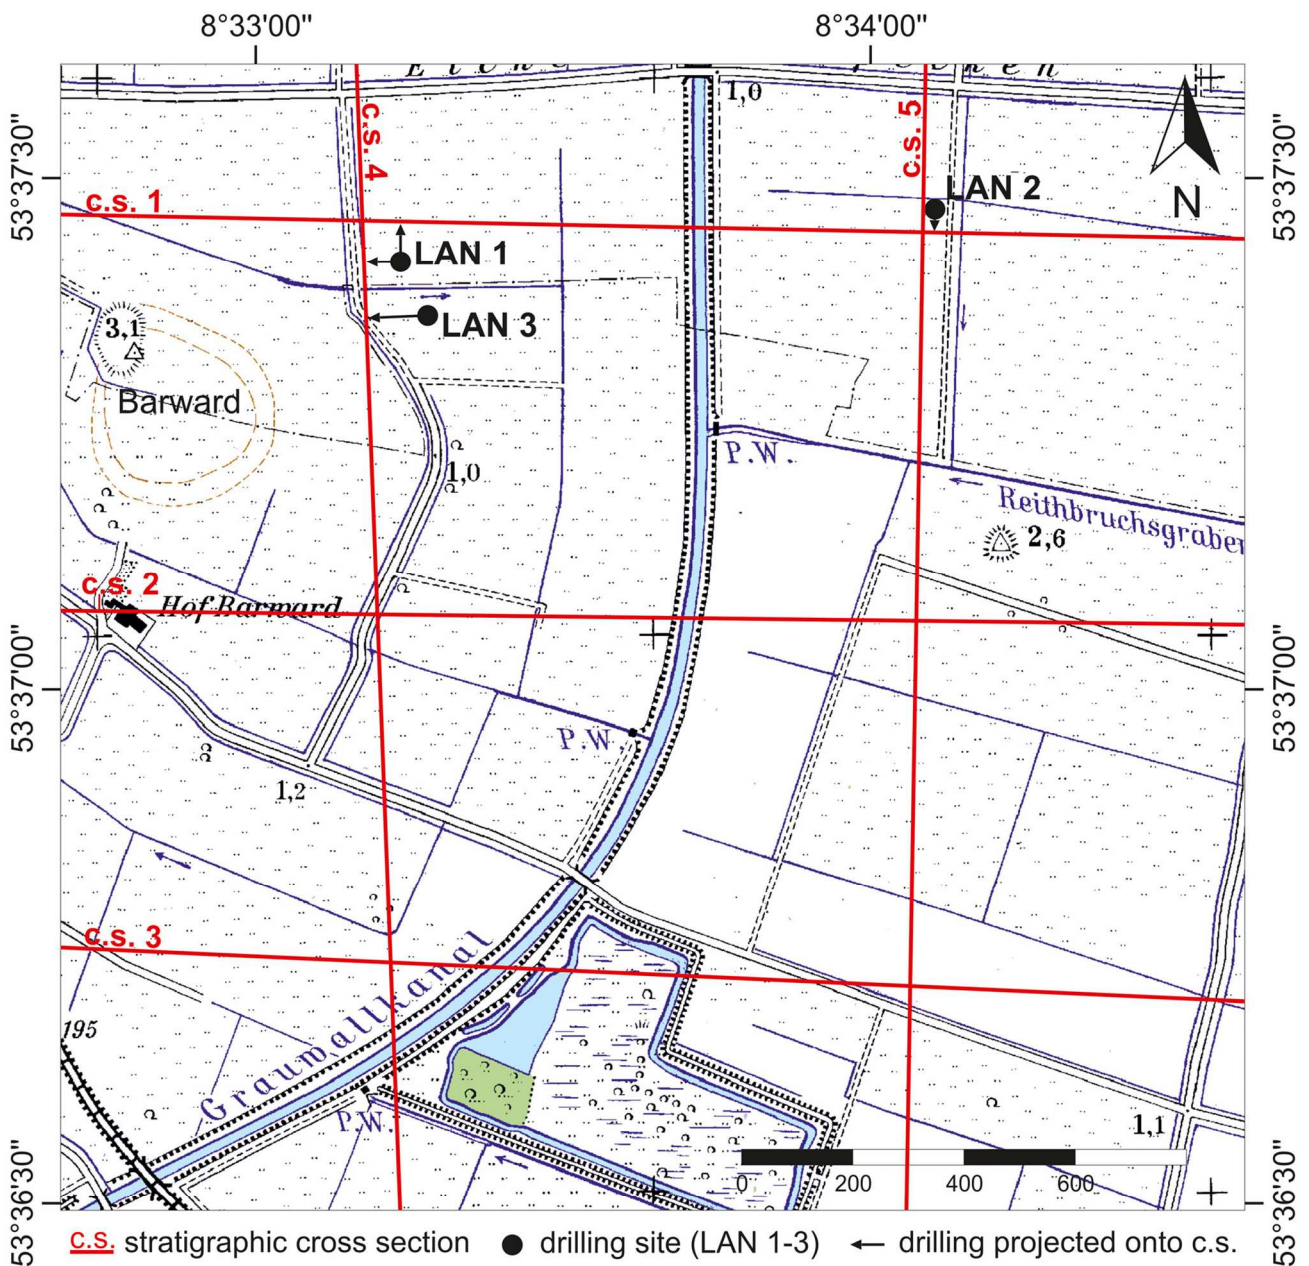 8°33'00"
8°34'00"
1,0
c.s. 4
c.s. 5
53°37'30"
53°37'30"
c.s. 1
LAN 2
N
LAN 1
LAN 3
3,1
Barward
1,0
P.W.
Reithbruchsgraben
2,6
c.s. 2
Hof Barward
53°37'00"
53°37'00"
P.W.
1,2
c.s. 3
Grauwallkanal
195
P.W.
1,1
0 200 400 600
53°36'30"
53°36'30"
c.s. stratigraphic cross section drilling site (LAN 1-3) drilling projected onto c.s.